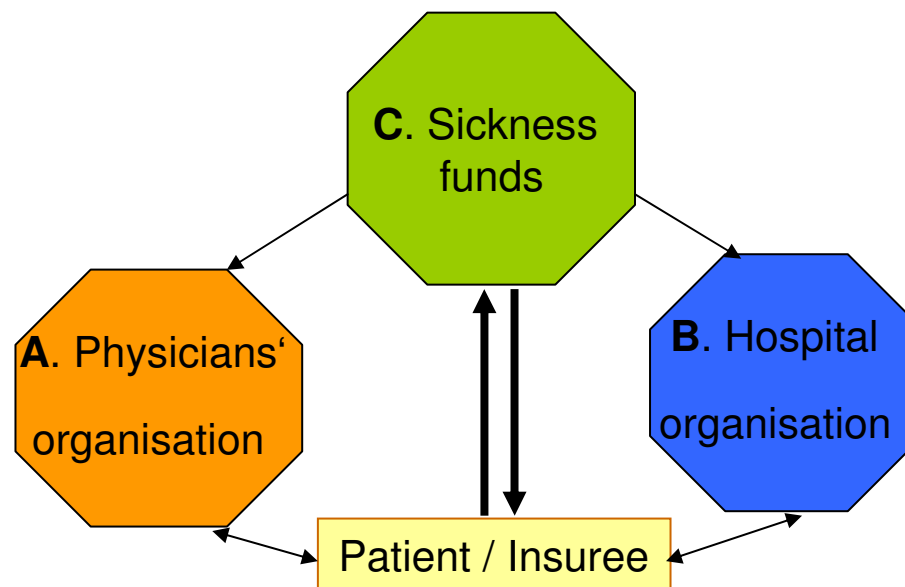 C. Sickness
funds
A. Physicians‘
organisation
B. Hospital
organisation
Patient / Insuree